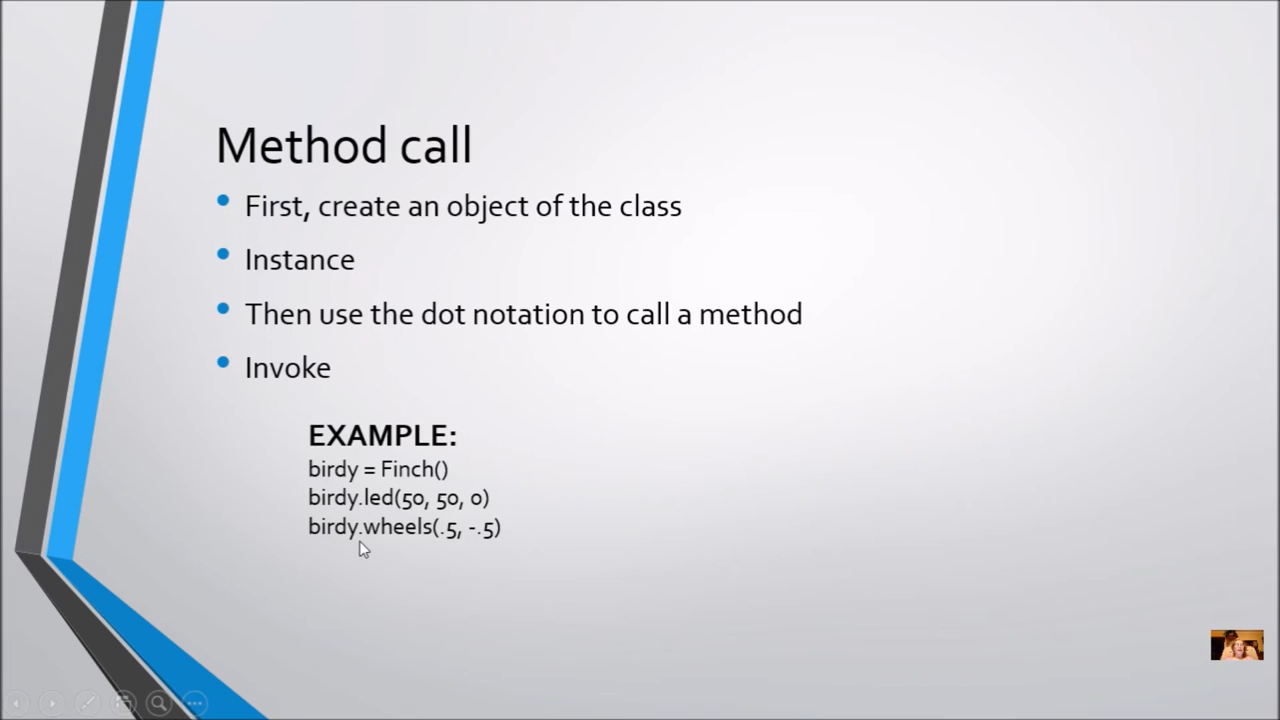 Method call
First, create an object of the class
Instance
Then use the dot notation to call a method
Invoke
EXAMPLE:
birdy = Finch()
birdy.led(50, 50, 0)
birdy.wheels(.5, -.5)